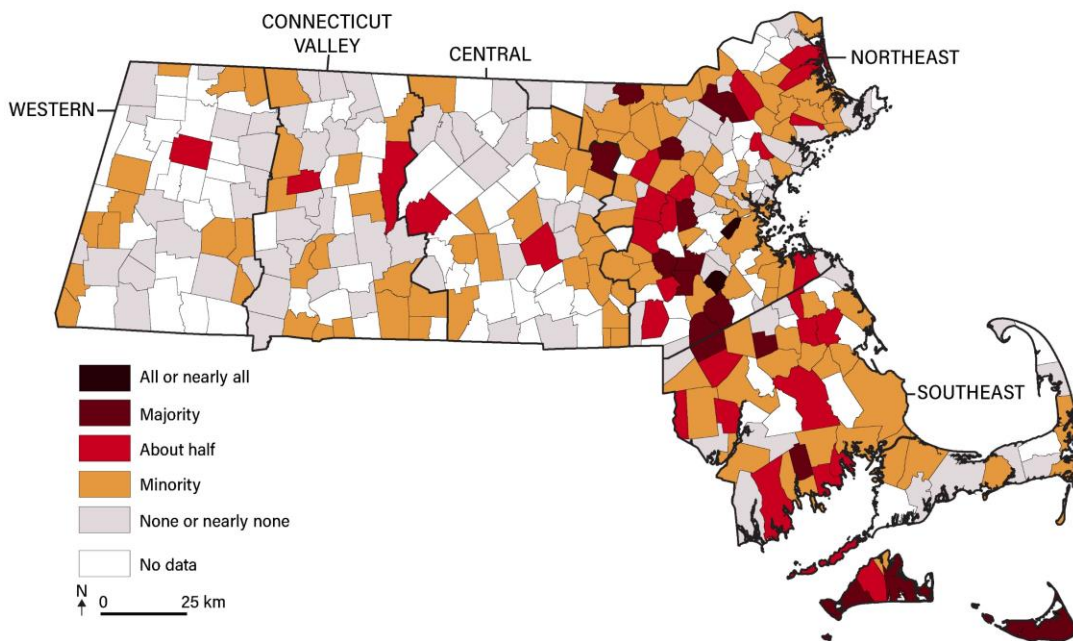 CONNECTICUT
VALLEY
CENTRAL
NORTHEAST
WESTERN
SOUTHEAST
All or nearly all
Majority
About half
Minority
None or nearly none
No data
N
0 25 km